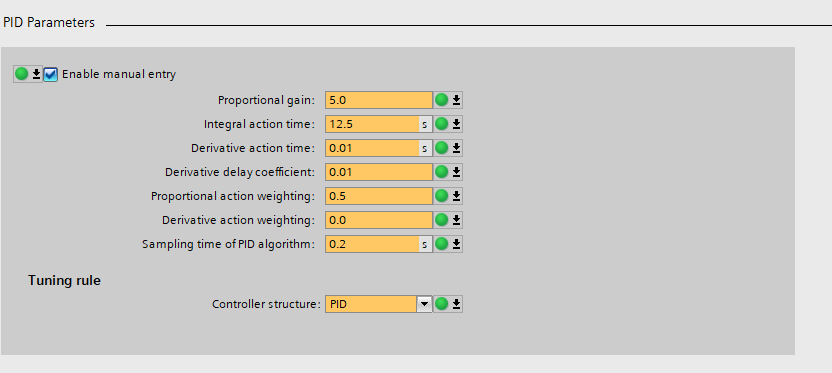 PID Parameters
Enable manual entry
Proportional gain: 5.0
Integral action time: 12.5 s
Derivative action time: 0.01 s
Derivative delay coefficient: 0.01
Proportional action weighting: 0.5
Derivative action weighting: 0.0
Sampling time of PID algorithm: 0.2 s
Tuning rule
Controller structure: PID